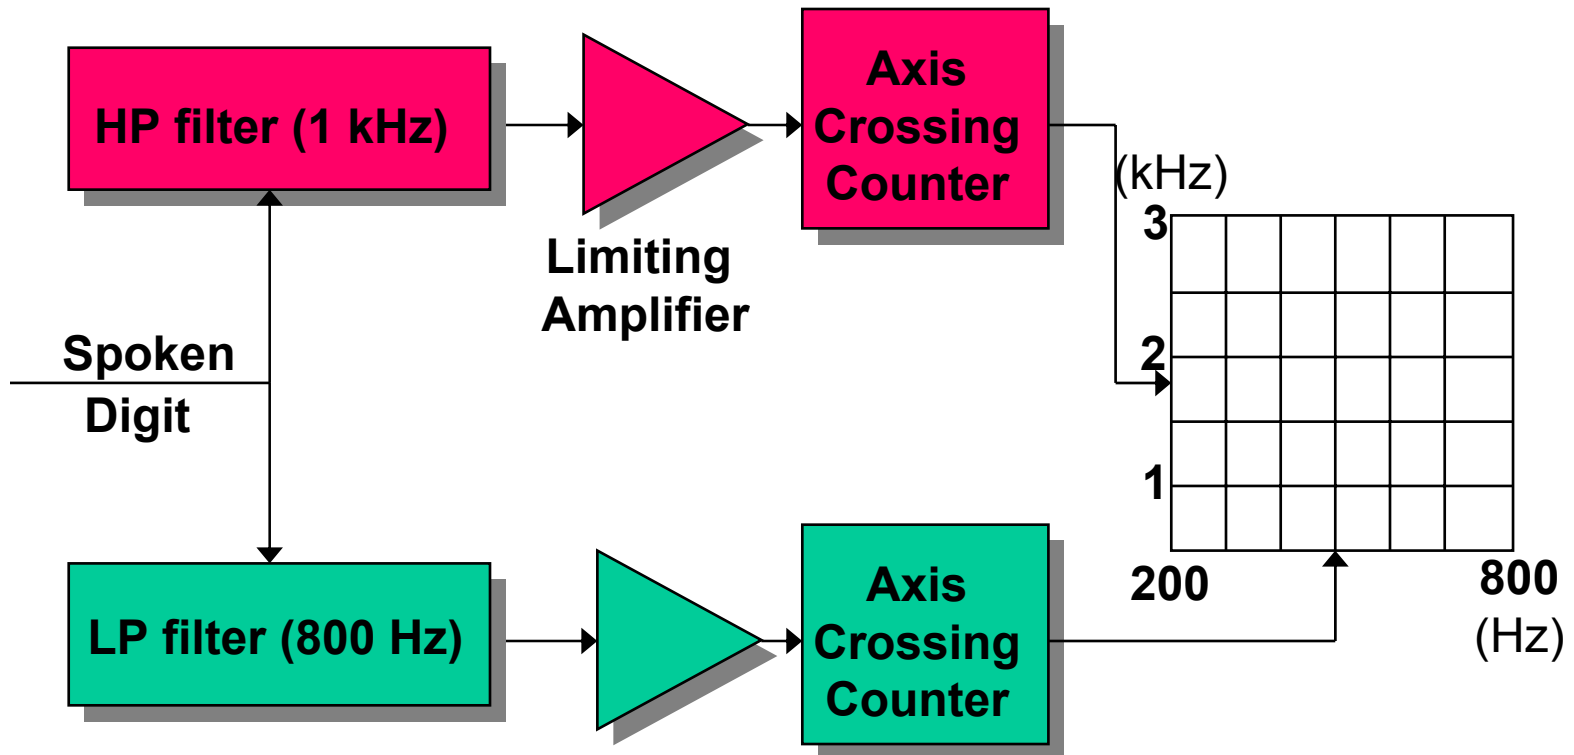 HP filter (1 kHz)
Limiting
Amplifier
Axis
Crossing
Counter
(kHz)
3
2
1
200
800
(Hz)
Spoken
Digit
LP filter (800 Hz)
Axis
Crossing
Counter